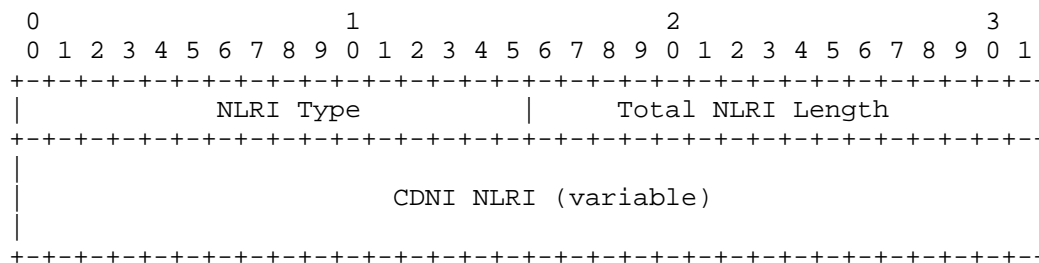 0                   1                   2                   3
0 1 2 3 4 5 6 7 8 9 0 1 2 3 4 5 6 7 8 9 0 1 2 3 4 5 6 7 8 9 0 1
+-+-+-+-+-+-+-+-+-+-+-+-+-+-+-+-+-+-+-+-+-+-+-+-+-+-+-+-+-+-+-+--
|            NLRI Type          |     Total NLRI Length
+-+-+-+-+-+-+-+-+-+-+-+-+-+-+-+-+-+-+-+-+-+-+-+-+-+-+-+-+-+-+-+--
|
|                       CDNI NLRI (variable)
|
+-+-+-+-+-+-+-+-+-+-+-+-+-+-+-+-+-+-+-+-+-+-+-+-+-+-+-+-+-+-+-+--